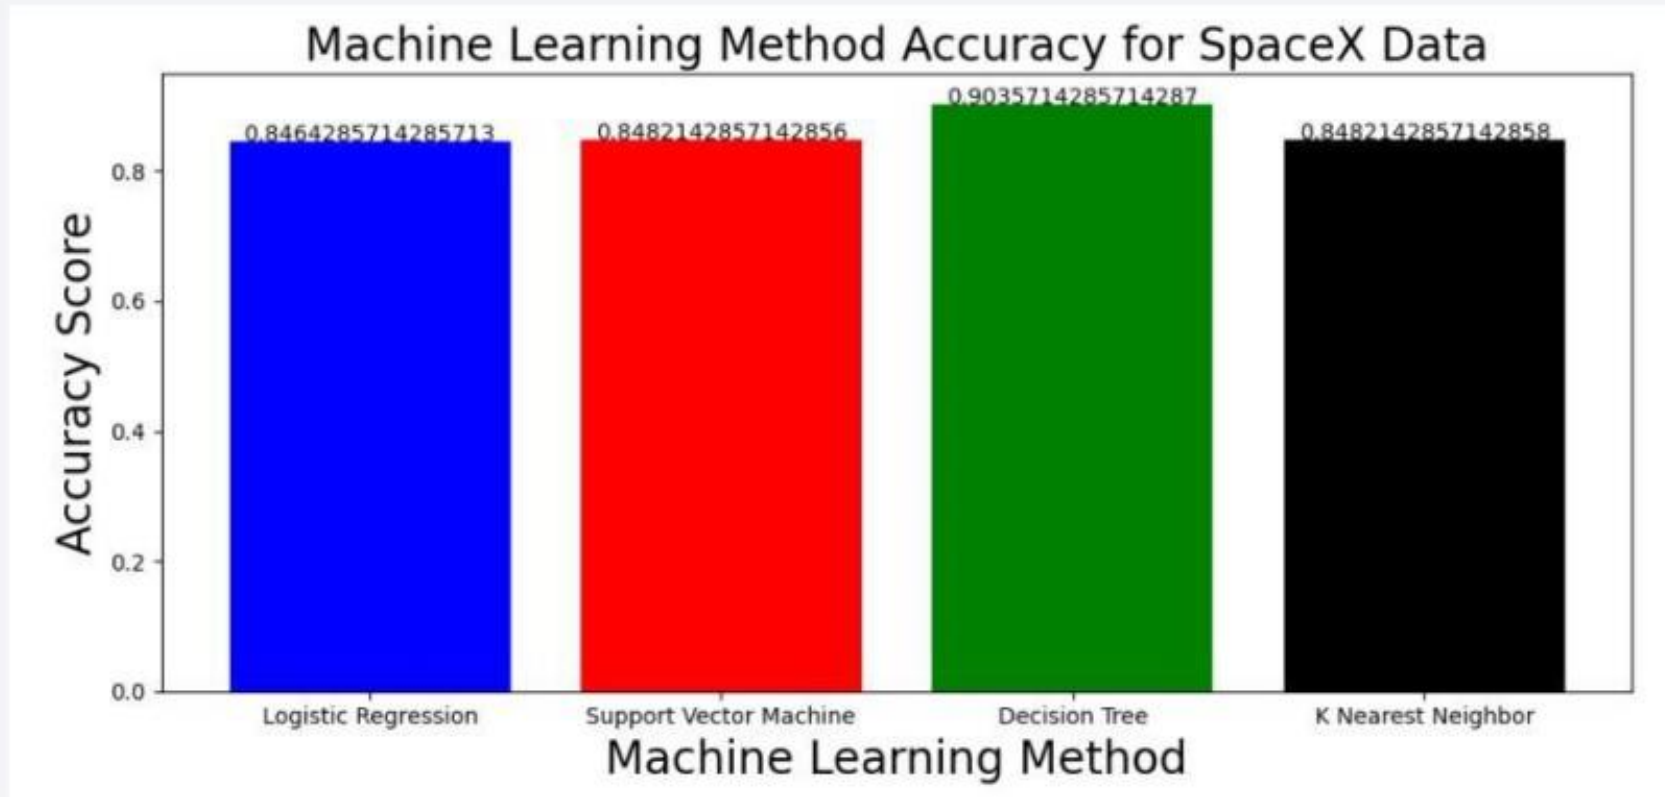 Machine Learning Method Accuracy for SpaceX Data
0.8464285714285713
0.8482142857142856
0.9035714285714287
0.8482142857142858
Accuracy Score
0.8
0.6
0.4
0.2
0.0
Logistic Regression
Support Vector Machine
Decision Tree
K Nearest Neighbor
Machine Learning Method